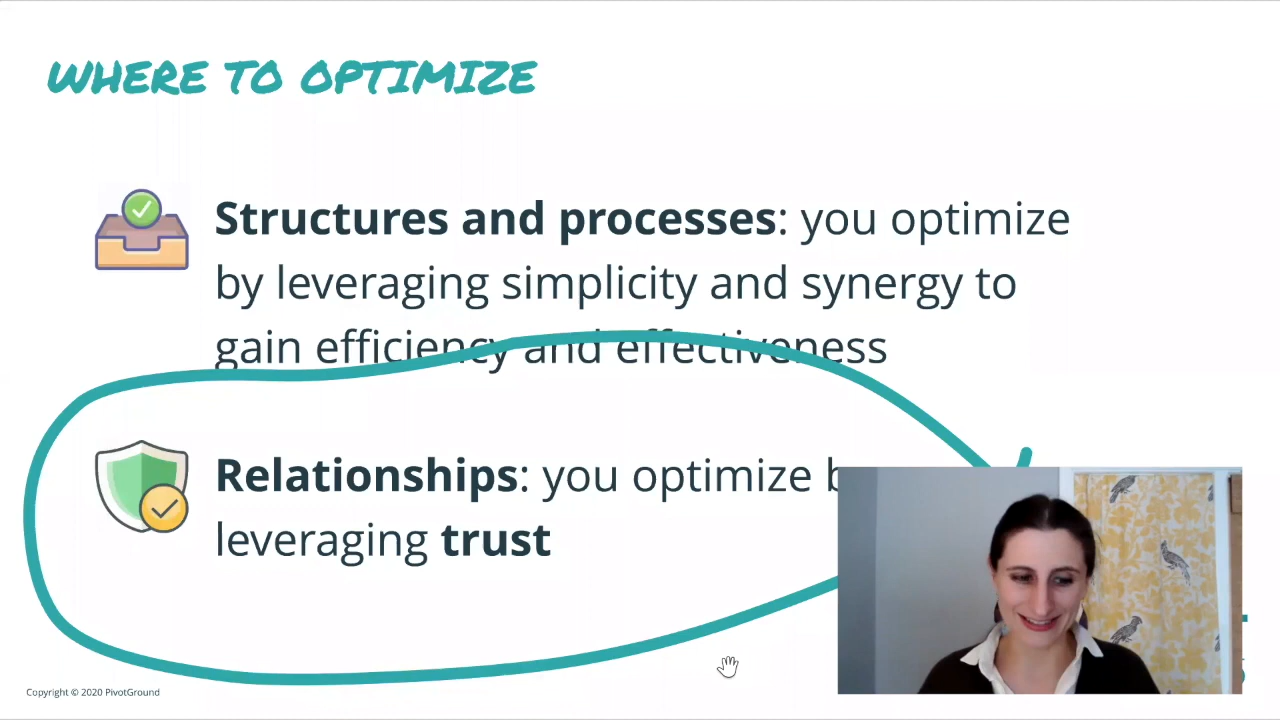 WHERE TO OPTIMIZE
Structures and processes: you optimize
by leveraging simplicity and synergy to
gain efficiency and effectiveness
Relationships: you optimize
leveraging trust
Copyright © 2020 PivotGround